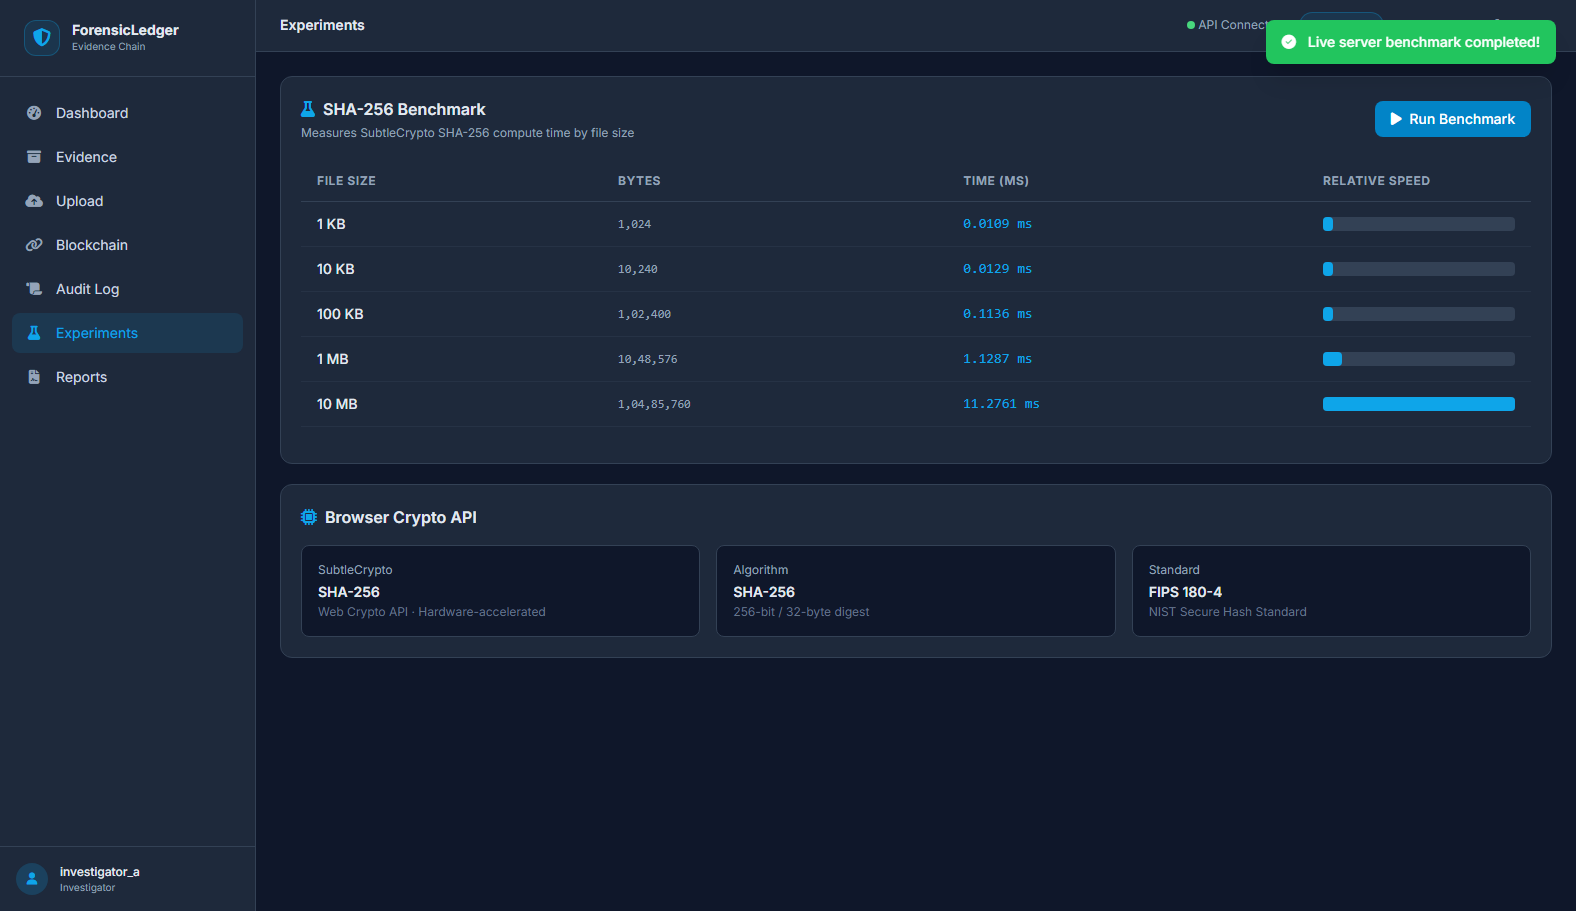 ForensicLedger
Evidence Chain
Dashboard
Evidence
Upload
Blockchain
Audit Log
Experiments
Reports
investigator_a
Investigator
Experiments
API Connect
Live server benchmark completed!
SHA-256 Benchmark
Measures SubtleCrypto SHA-256 compute time by file size
Run Benchmark
FILE SIZE BYTES TIME (MS) RELATIVE SPEED
1 KB 1,024 0.0109 ms
10 KB 10,240 0.0129 ms
100 KB 1,02,400 0.1136 ms
1 MB 10,48,576 1.1287 ms
10 MB 1,04,85,760 11.2761 ms
Browser Crypto API
SubtleCrypto
SHA-256
Web Crypto API · Hardware-accelerated
Algorithm
SHA-256
256-bit / 32-byte digest
Standard
FIPS 180-4
NIST Secure Hash Standard